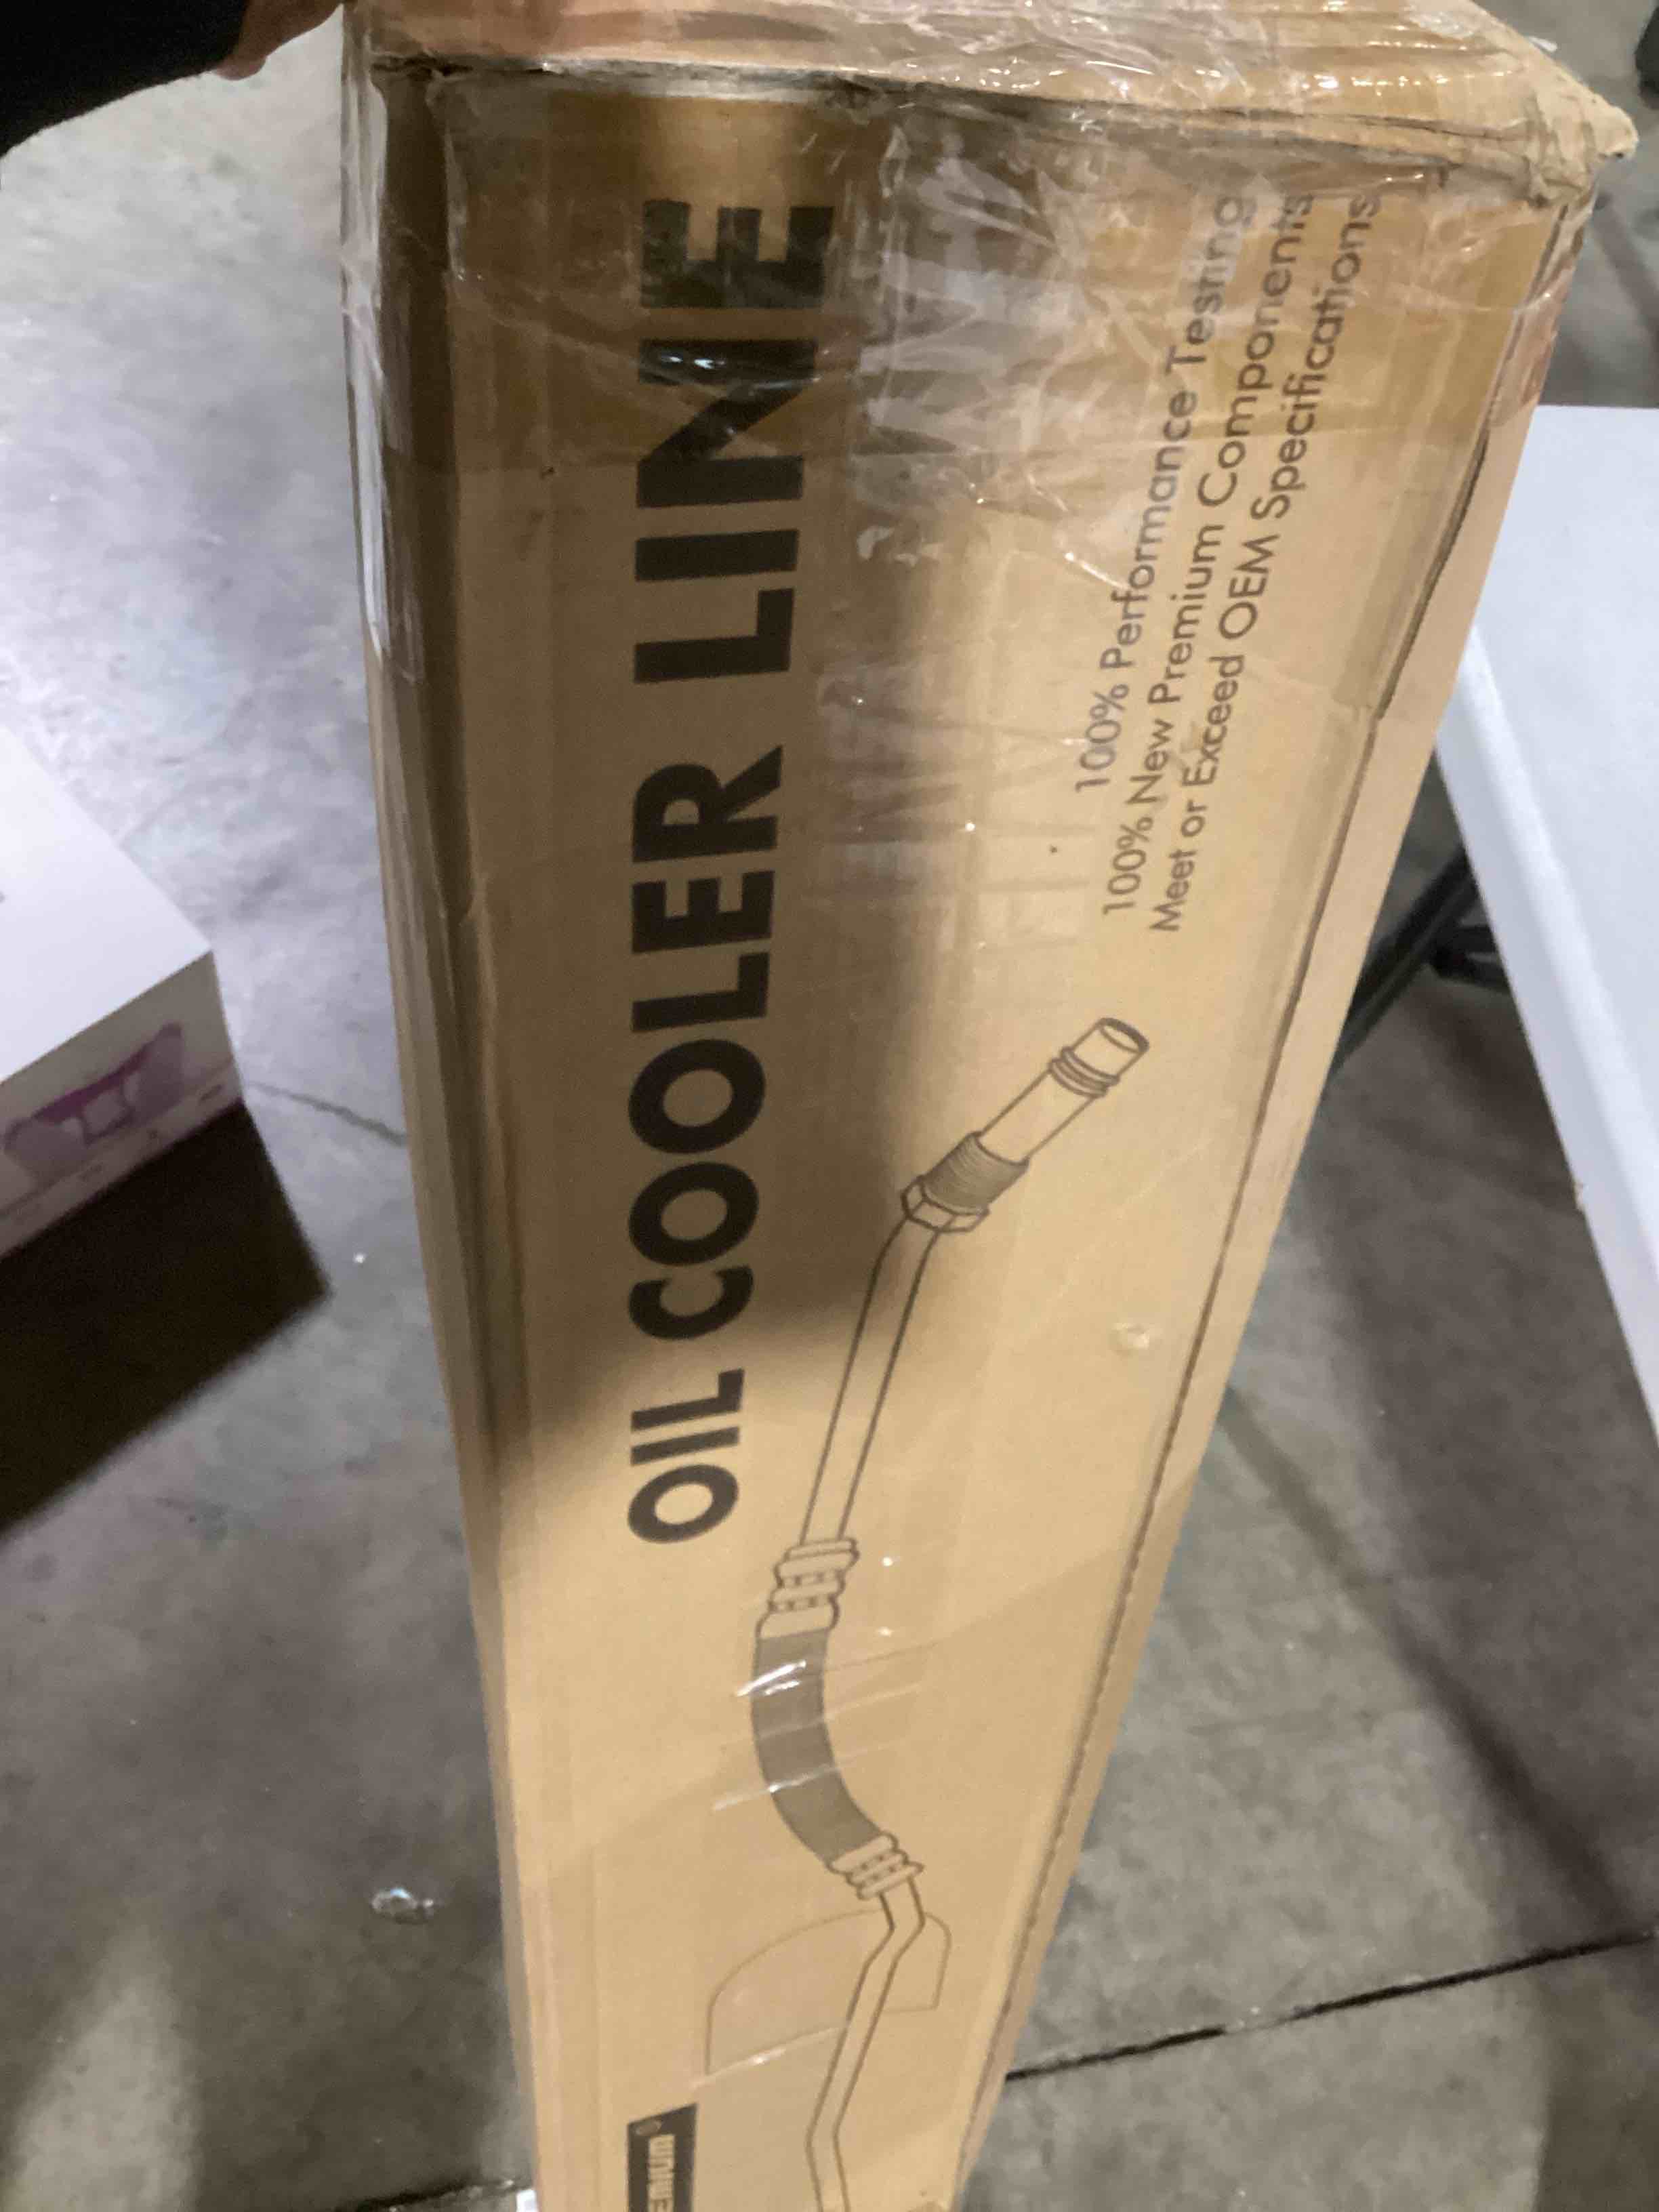 OIL COOLER LINE
100% Performance Testing
100% New Premium Components
Meet or Exceed OEM Specifications